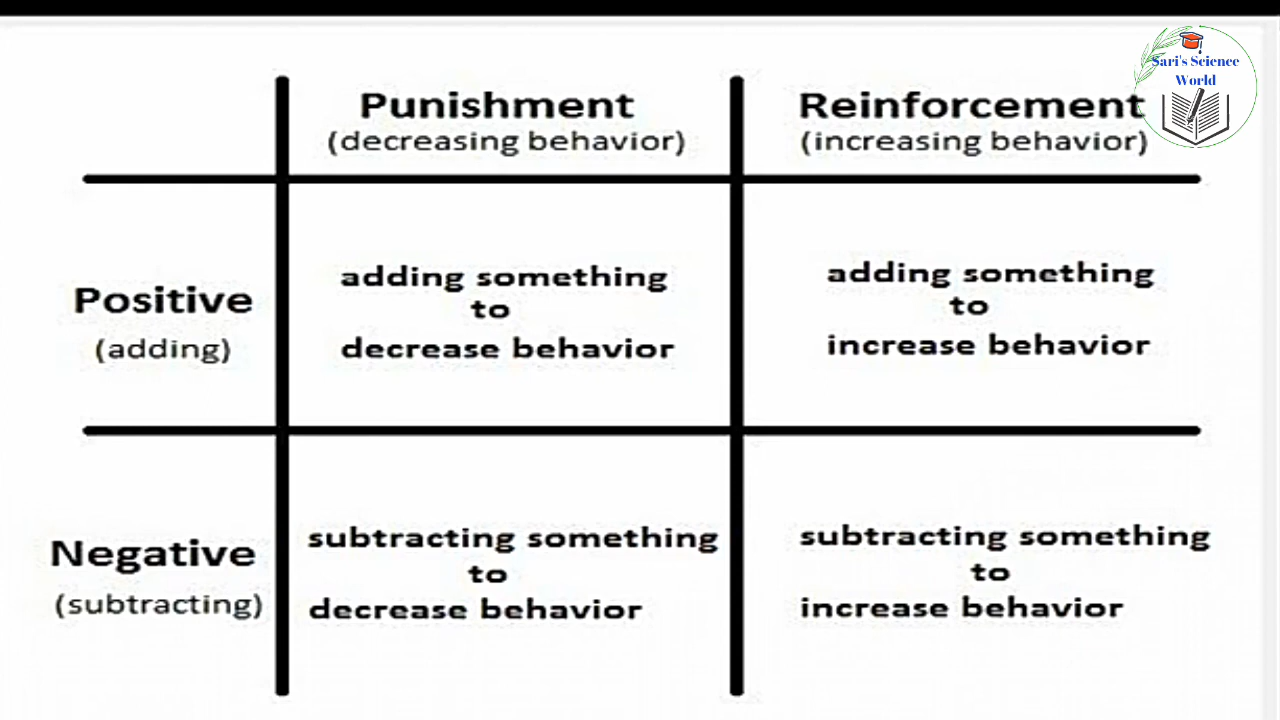 Sari's Science
World
Punishment
(decreasing behavior)
Reinforcement
(increasing behavior)
Positive
(adding)
adding something
to
decrease behavior
adding something
to
increase behavior
Negative
(subtracting)
subtracting something
to
decrease behavior
subtracting something
to
increase behavior